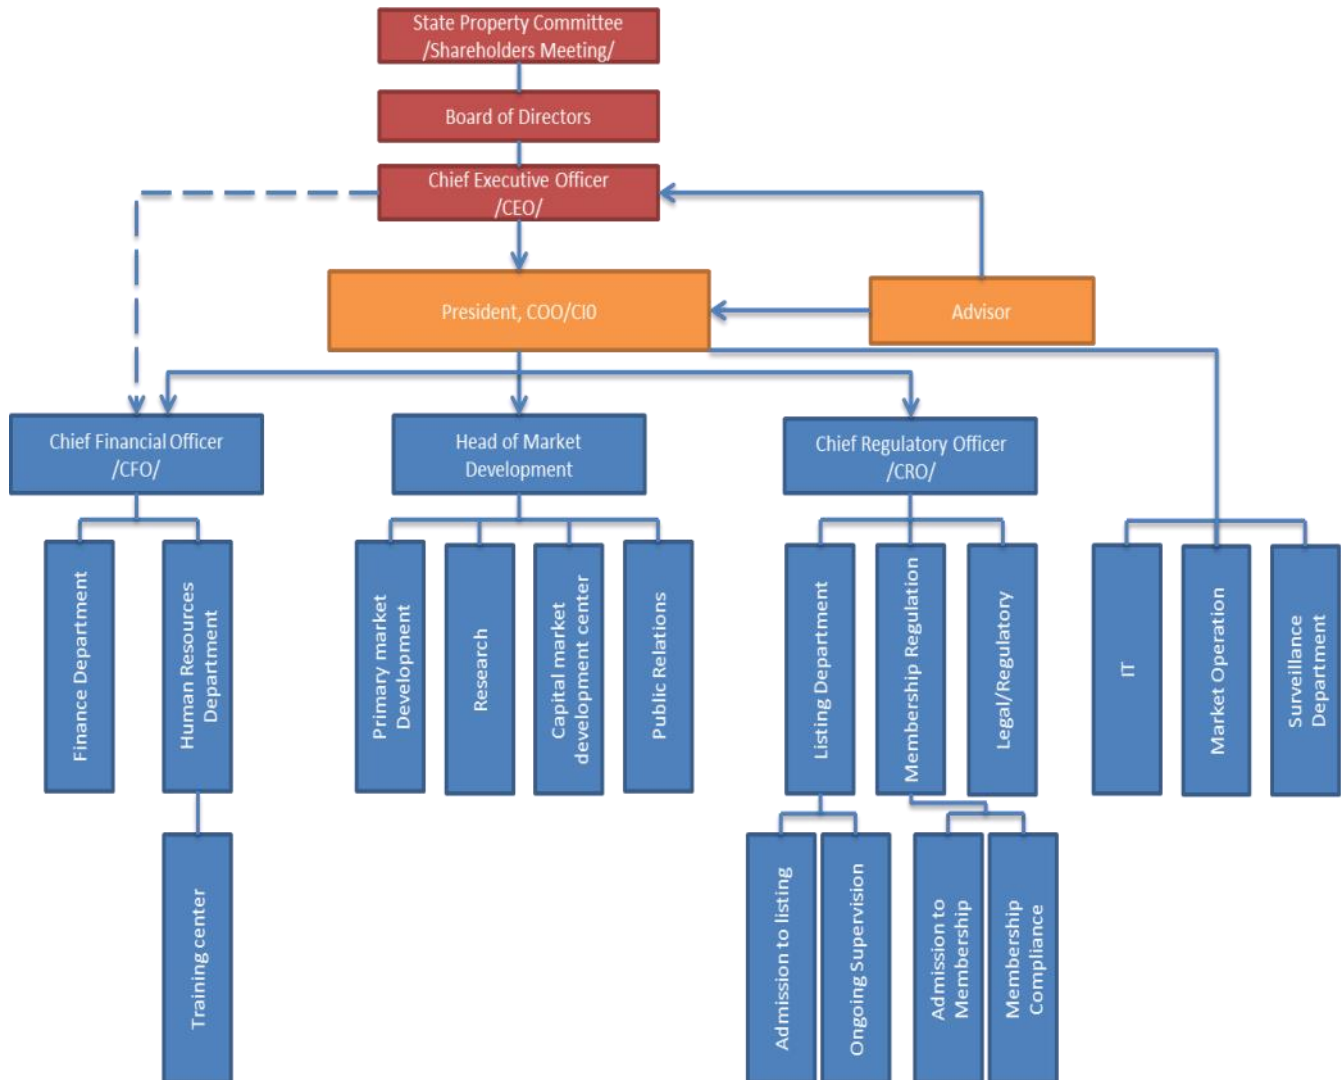 State Property Committee
/Shareholders Meeting/
Board of Directors
Chief Executive Officer
/CEO/
President, COO/CI0
Advisor
Chief Financial Officer
/CFO/
Head of Market
Development
Chief Regulatory Officer
/CRO/
Finance Department
Human Resources
Department
Primary market
Development
Research
Capital market
development center
Public Relations
Listing Department
Membership Regulation
Legal/Regulatory
IT
Market Operation
Surveillance
Department
Training center
Admission to listing
Ongoing Supervision
Admission to
Membership
Membership
Compliance